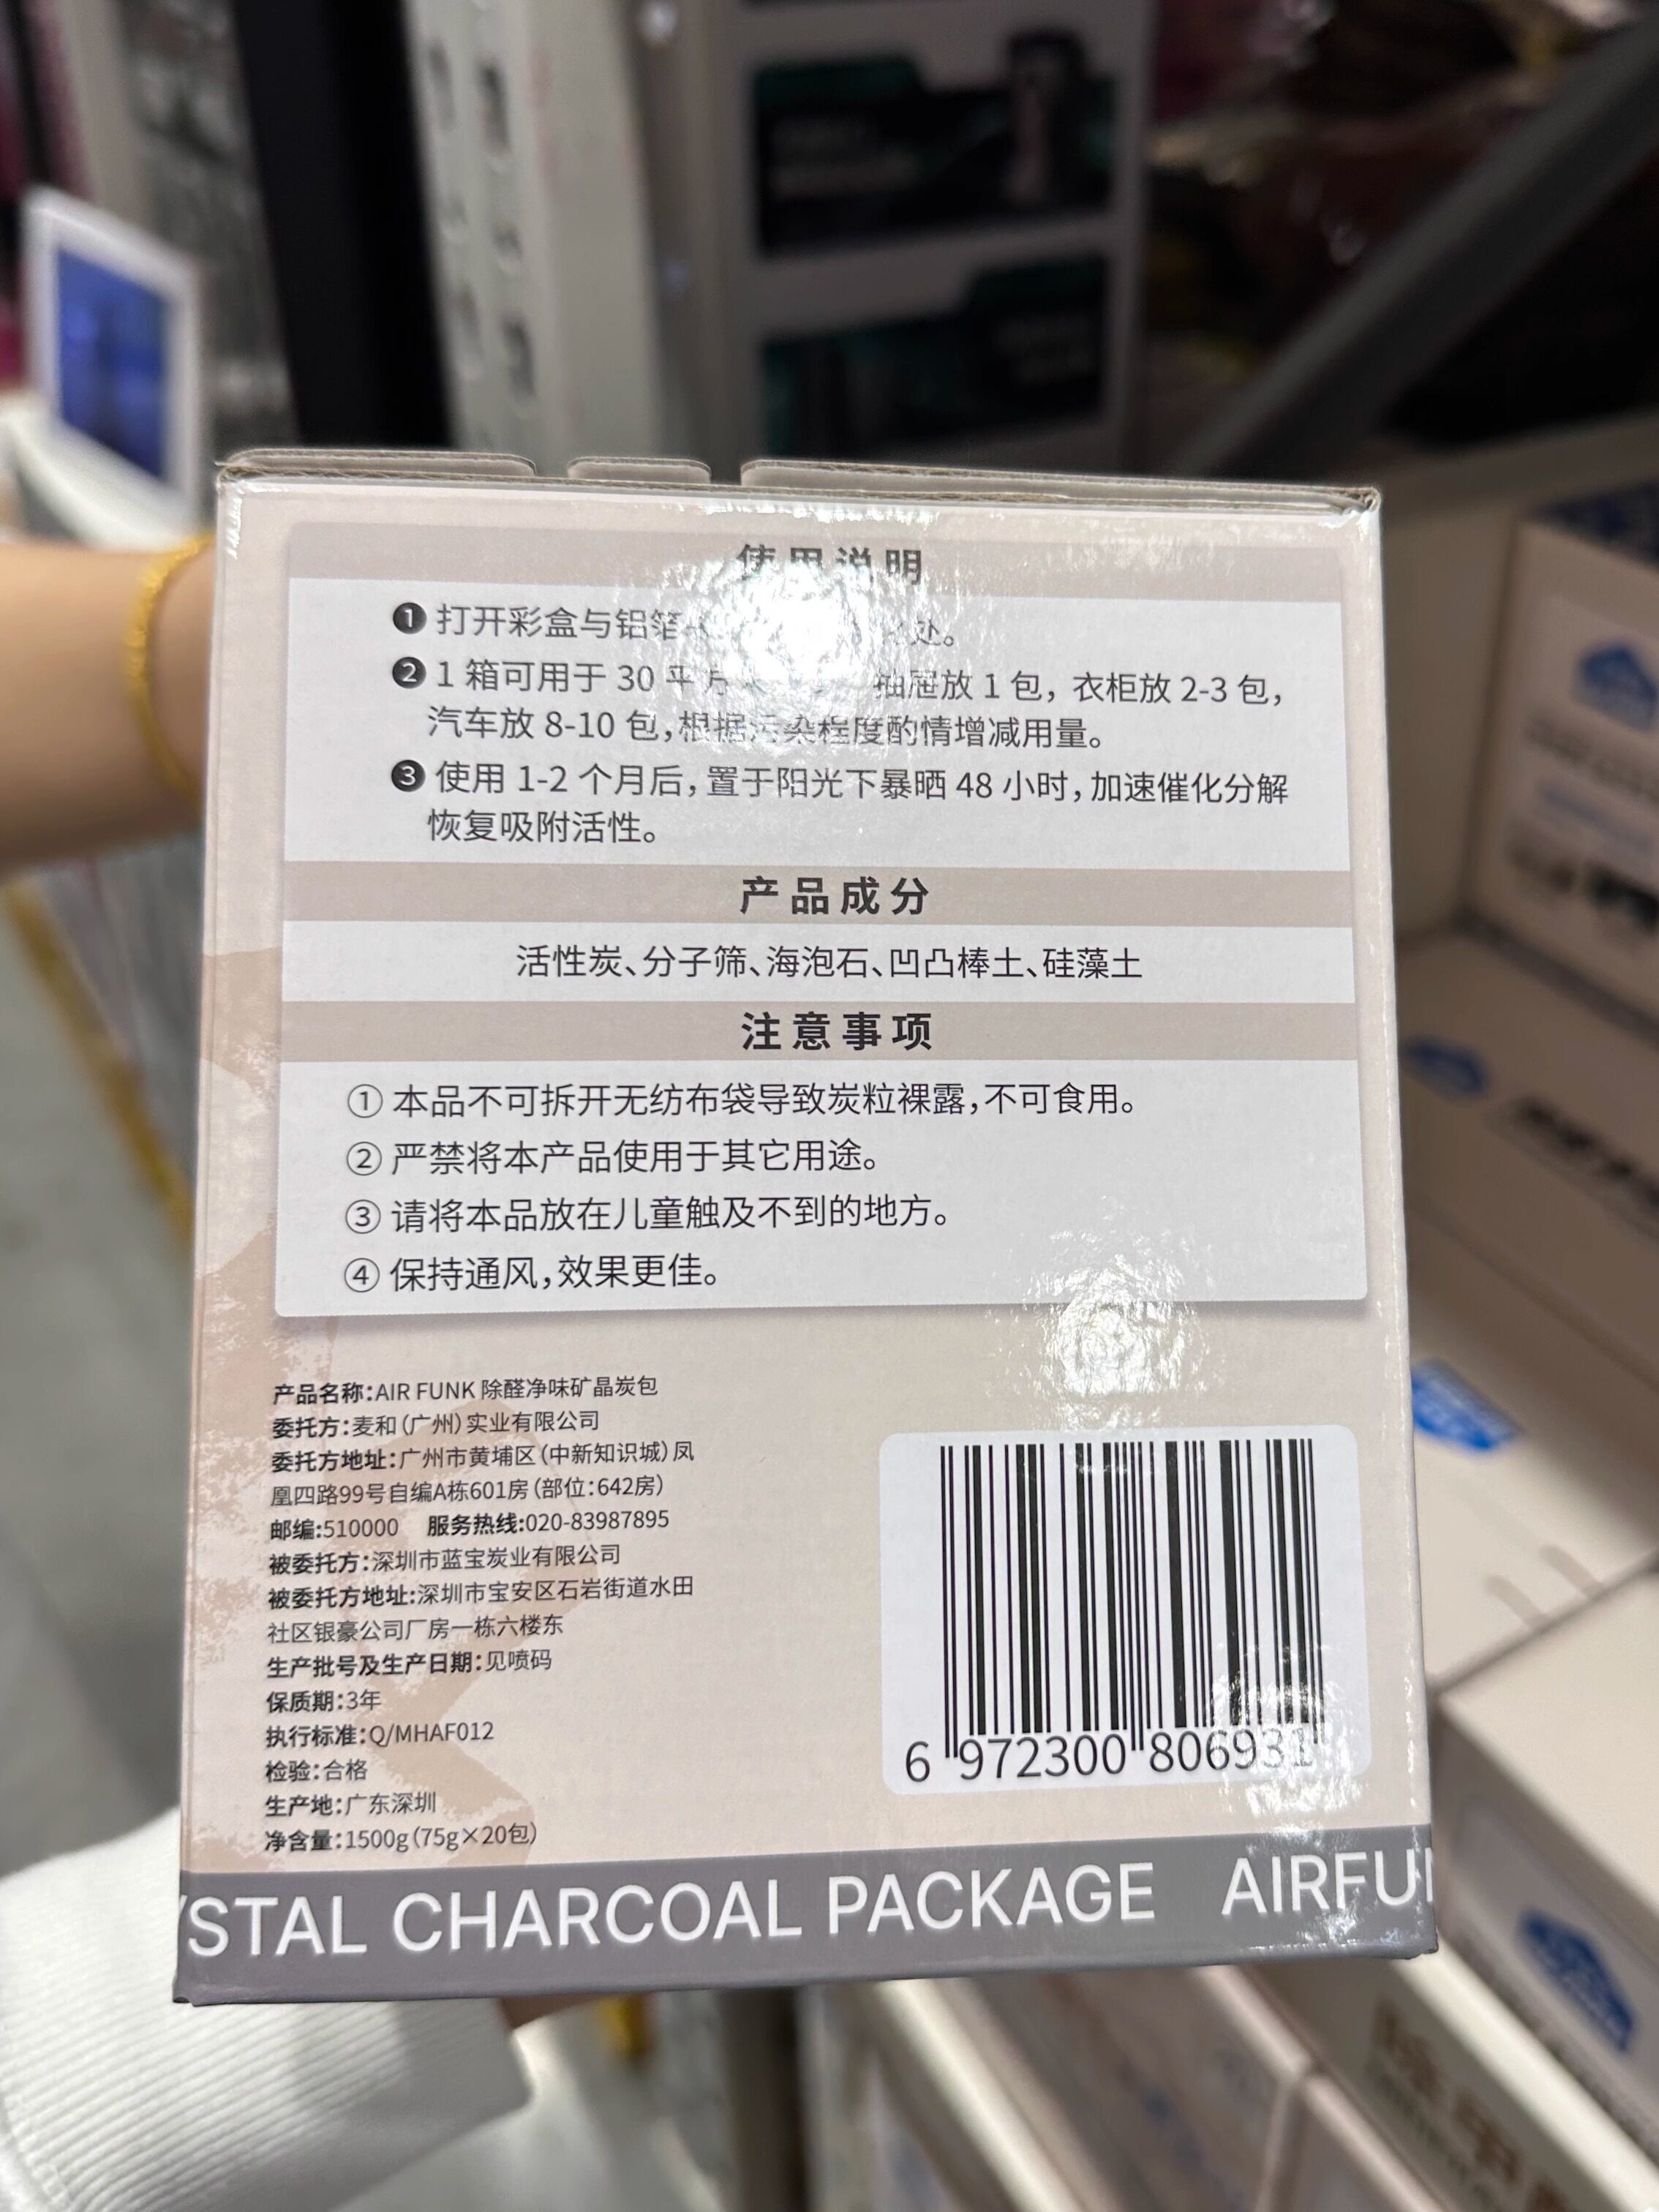 使用说明
❶ 打开彩盒与铝箔 处。
❷ 1 箱可用于 30 平方 抽屉放 1 包，衣柜放 2-3 包，
汽车放 8-10 包，根据污染程度酌情增减用量。
❸ 使用 1-2 个月后，置于阳光下暴晒 48 小时，加速催化分解
恢复吸附活性。
产品成分
活性炭、分子筛、海泡石、凹凸棒土、硅藻土
注意事项
① 本品不可拆开无纺布袋导致炭粒裸露，不可食用。
② 严禁将本产品使用于其它用途。
③ 请将本品放在儿童触及不到的地方。
④ 保持通风，效果更佳。
产品名称：AIR FUNK 除醛净味矿晶炭包
委托方：麦和（广州）实业有限公司
委托方地址：广州市黄埔区（中新知识城）凤
凰四路99号自编A栋601房（部位：642房）
邮编：510000 服务热线：020-83987895
被委托方：深圳市蓝宝炭业有限公司
被委托方地址：深圳市宝安区石岩街道水田
社区银豪公司厂房一栋六楼东
生产批号及生产日期：见喷码
保质期：3年
执行标准：Q/MHAF012
检验：合格
生产地：广东深圳
净含量：1500g（75g×20包）
6 972300 806931
YSTAL CHARCOAL PACKAGE AIRFUN